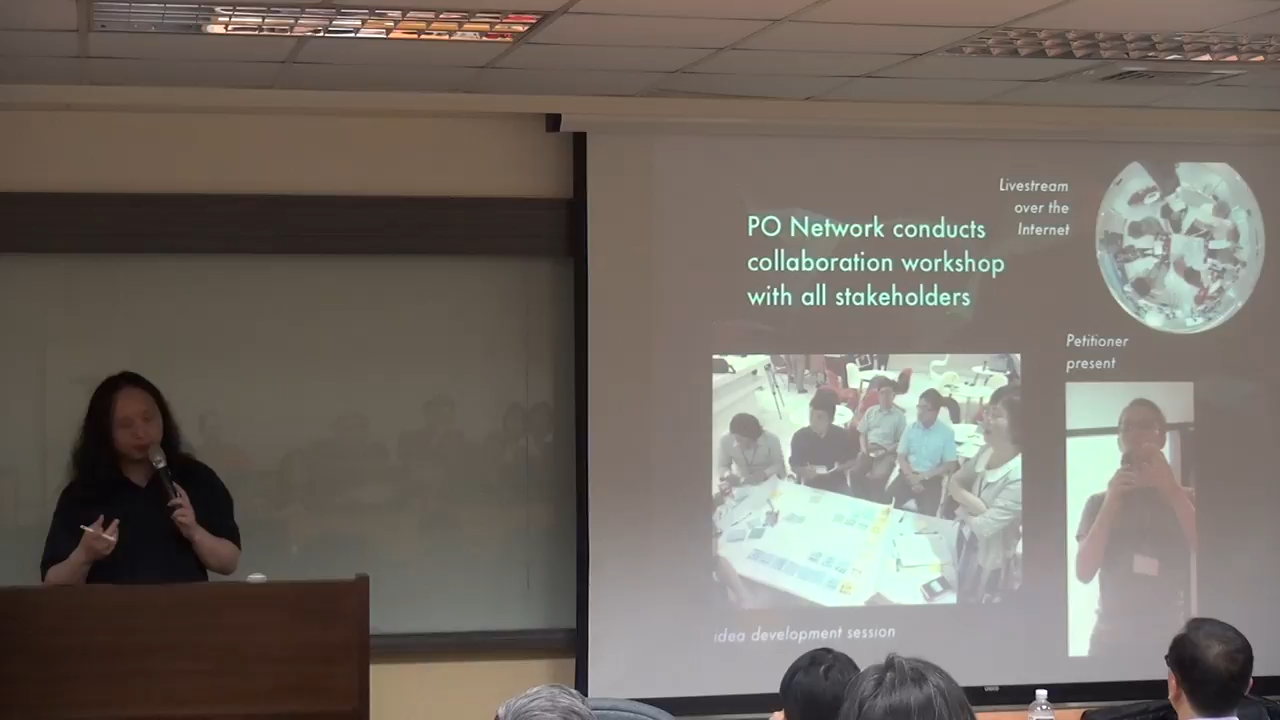 Livestream
over the
Internet
PO Network conducts
collaboration workshop
with all stakeholders
Petitioner
present
idea development session